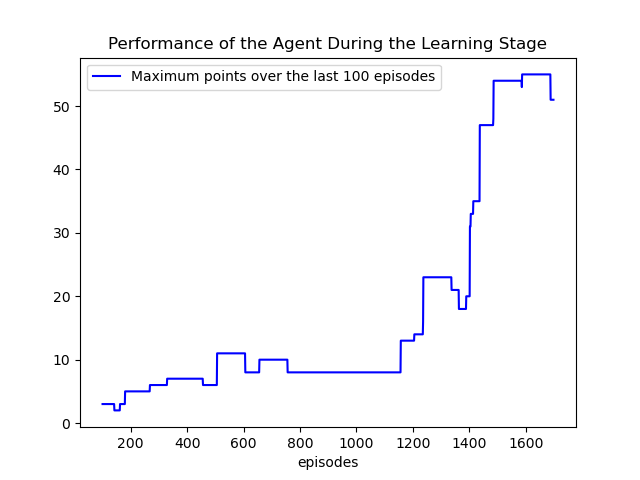 Performance of the Agent During the Learning Stage
Maximum points over the last 100 episodes
50
40
30
20
10
0
200 400 600 800 1000 1200 1400 1600
episodes